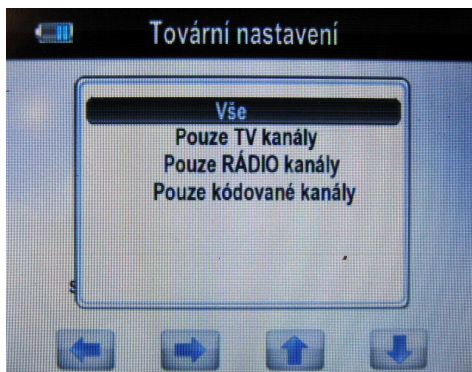 Tovární nastavení
Vše
Pouze TV kanály
Pouze RÁDIO kanály
Pouze kódované kanály